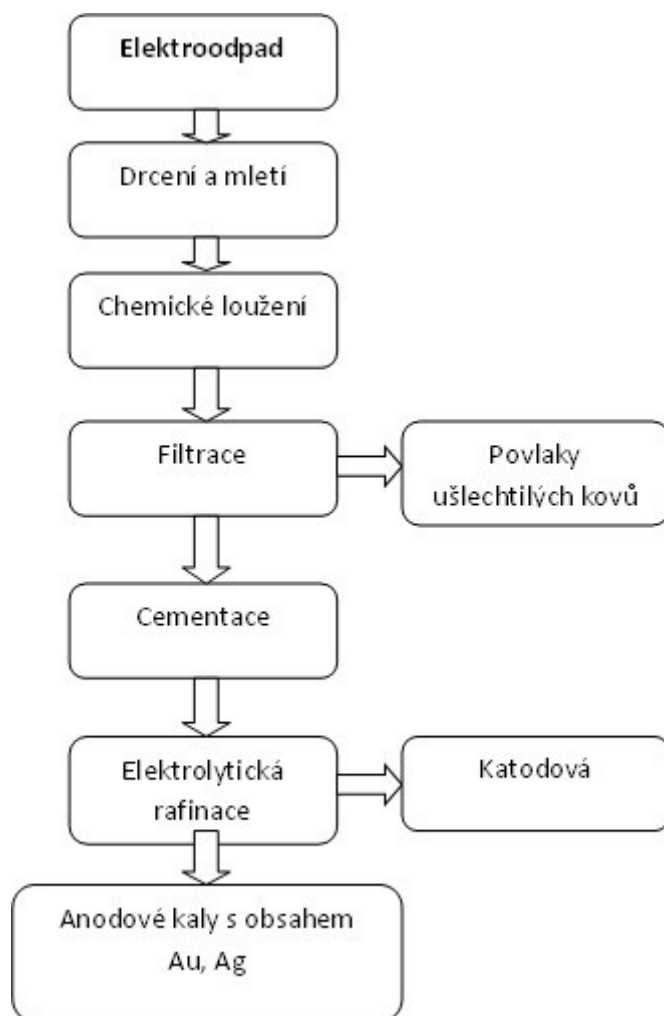 Elektroodpad
Drcení a mletí
Chemické loužení
Filtrace
Povlaky
ušlechtilých kovů
Cementace
Elektrolytická
rafinace
Katodová
Anodové kaly s obsahem
Au, Ag